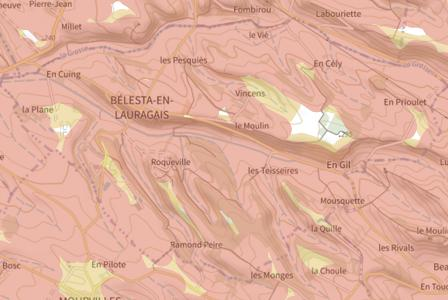 Pierre-Jean
Fombirou
Labouriette
Millet
240
le Vié
les Pesquiès
En Cély
En Cuing
Vincens
BÉLESTA-EN-
LAURAGAIS
En Prioulet
la Plane
le Moulin
Roqueville
En Gil
les Teisseires
Mousquette
la Quille
Ramond Peire
les Rivals
Bosc
En Pilote
les Monges
la Choule